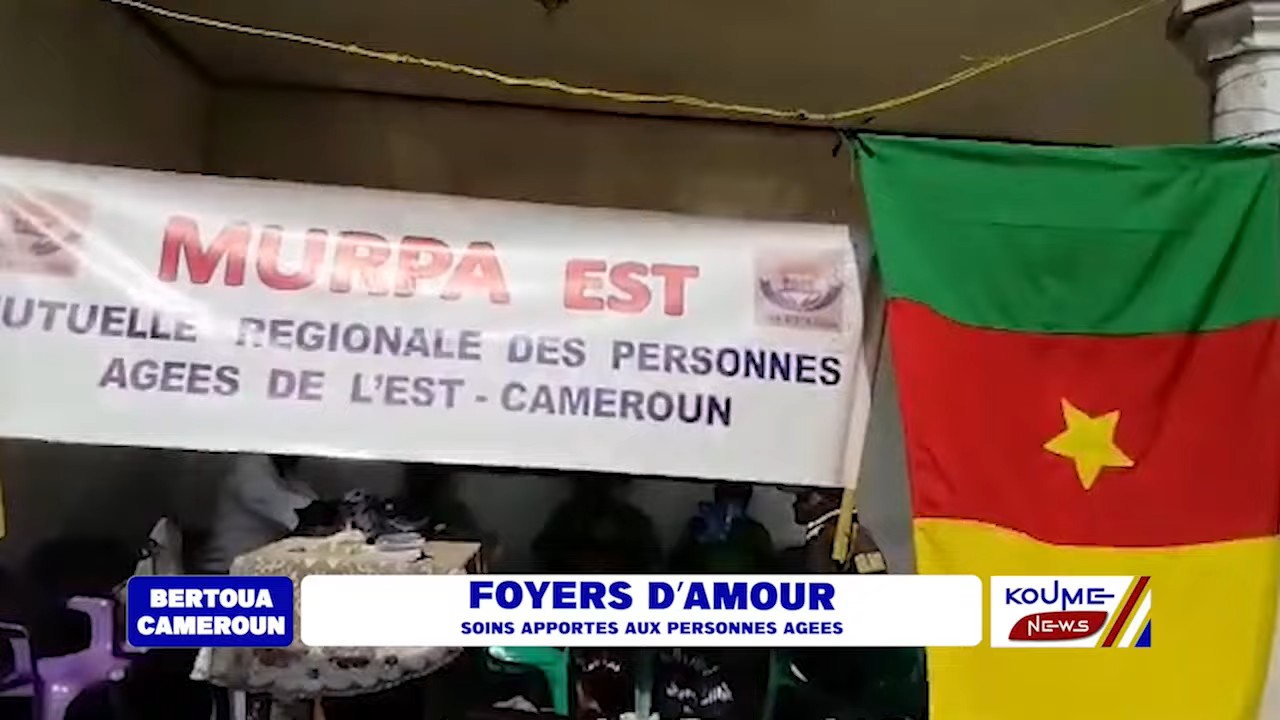 MURPA EST
MUTUELLE REGIONALE DES PERSONNES
AGEES DE L'EST - CAMEROUN
BERTOUA
CAMEROUN
FOYERS D'AMOUR
SOINS APPORTES AUX PERSONNES AGEES
KOUME
NEWS